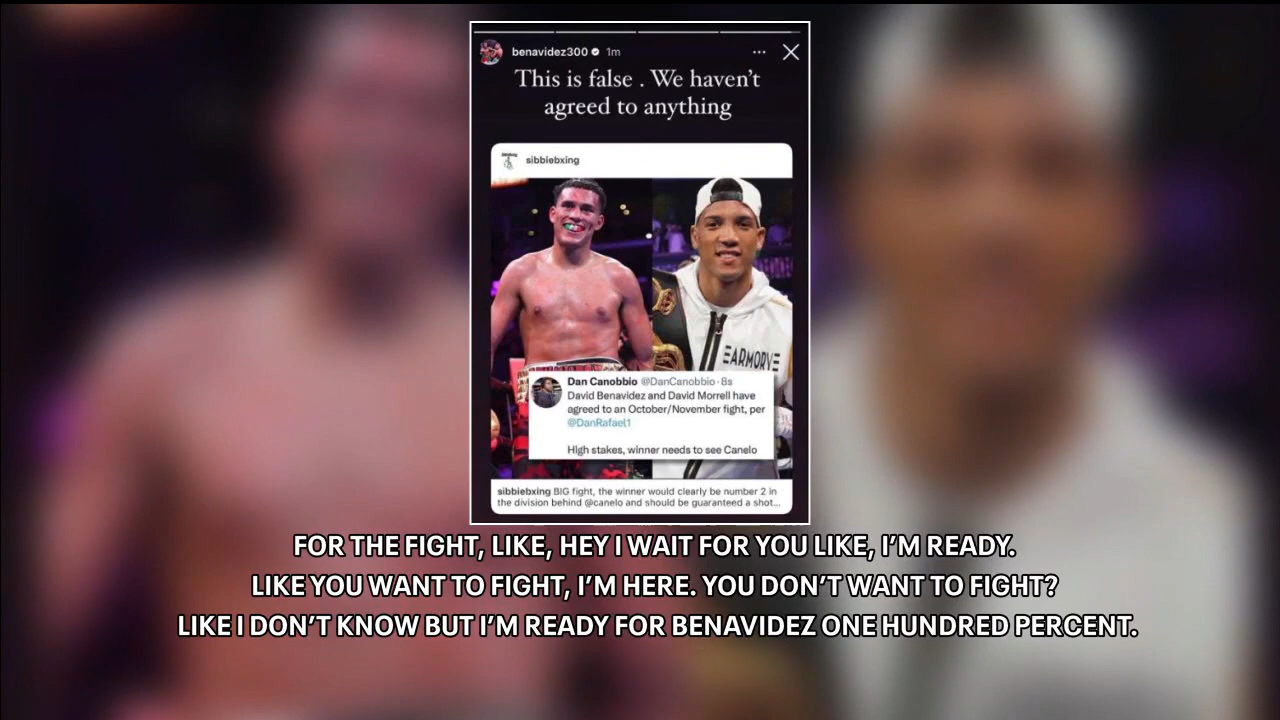 benavidez300 1m
This is false . We haven't
agreed to anything
sibbiebxing
EARMORVE
Dan Canobbio @DanCanobbio · 8s
David Benavidez and David Morrell have
agreed to an October/November fight, per
@DanRafael1
High stakes, winner needs to see Canelo
sibbiebxing BIG fight, the winner would clearly be number 2 in
the division behind @canelo and should be guaranteed a shot...
FOR THE FIGHT, LIKE, HEY I WAIT FOR YOU LIKE, I'M READY.
LIKE YOU WANT TO FIGHT, I'M HERE. YOU DON'T WANT TO FIGHT?
LIKE I DON'T KNOW BUT I'M READY FOR BENAVIDEZ ONE HUNDRED PERCENT.